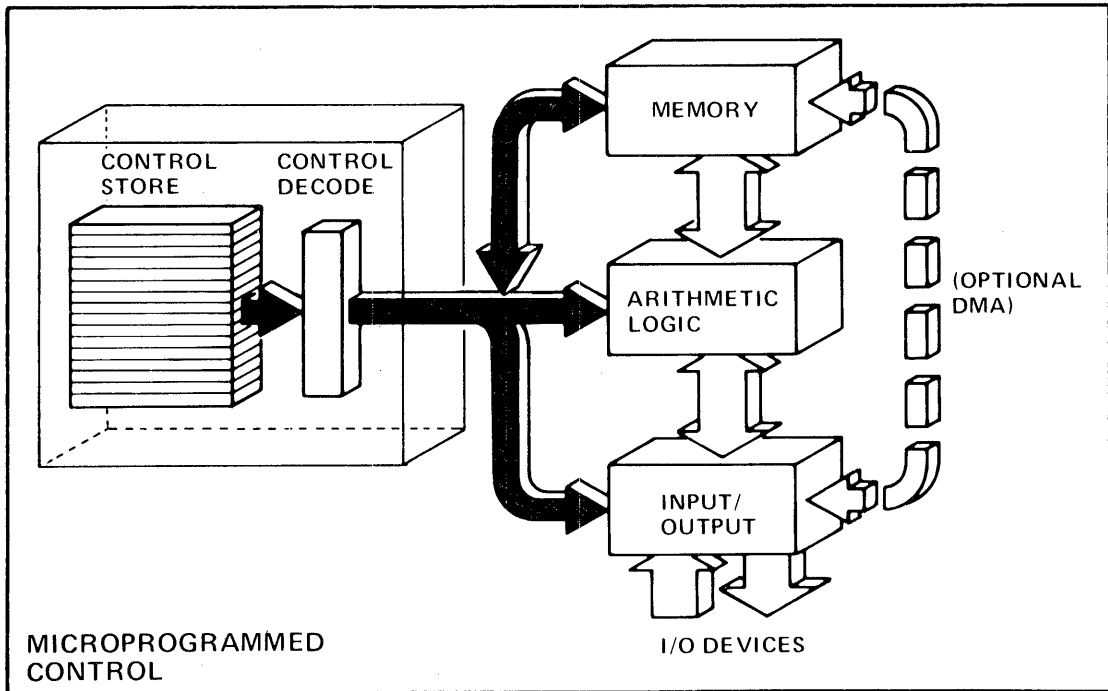 CONTROL
STORE
CONTROL
DECODE
MEMORY
ARITHMETIC
LOGIC
(OPTIONAL
DMA)
INPUT/
OUTPUT
I/O DEVICES
MICROPROGRAMMED
CONTROL